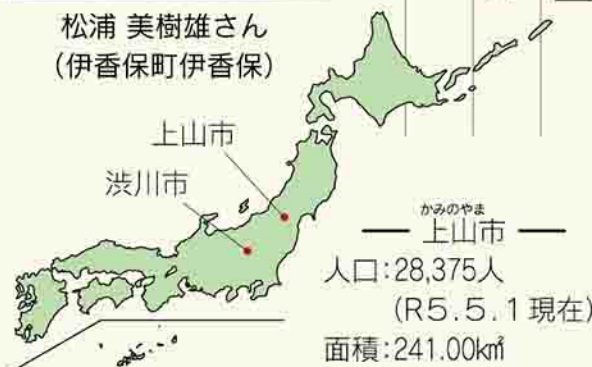 松浦 美樹雄さん
(伊香保町伊香保)
上山市
渋川市
かみのやま
上山市
人口：28,375人
(R5.5.1現在)
面積：241.00㎢